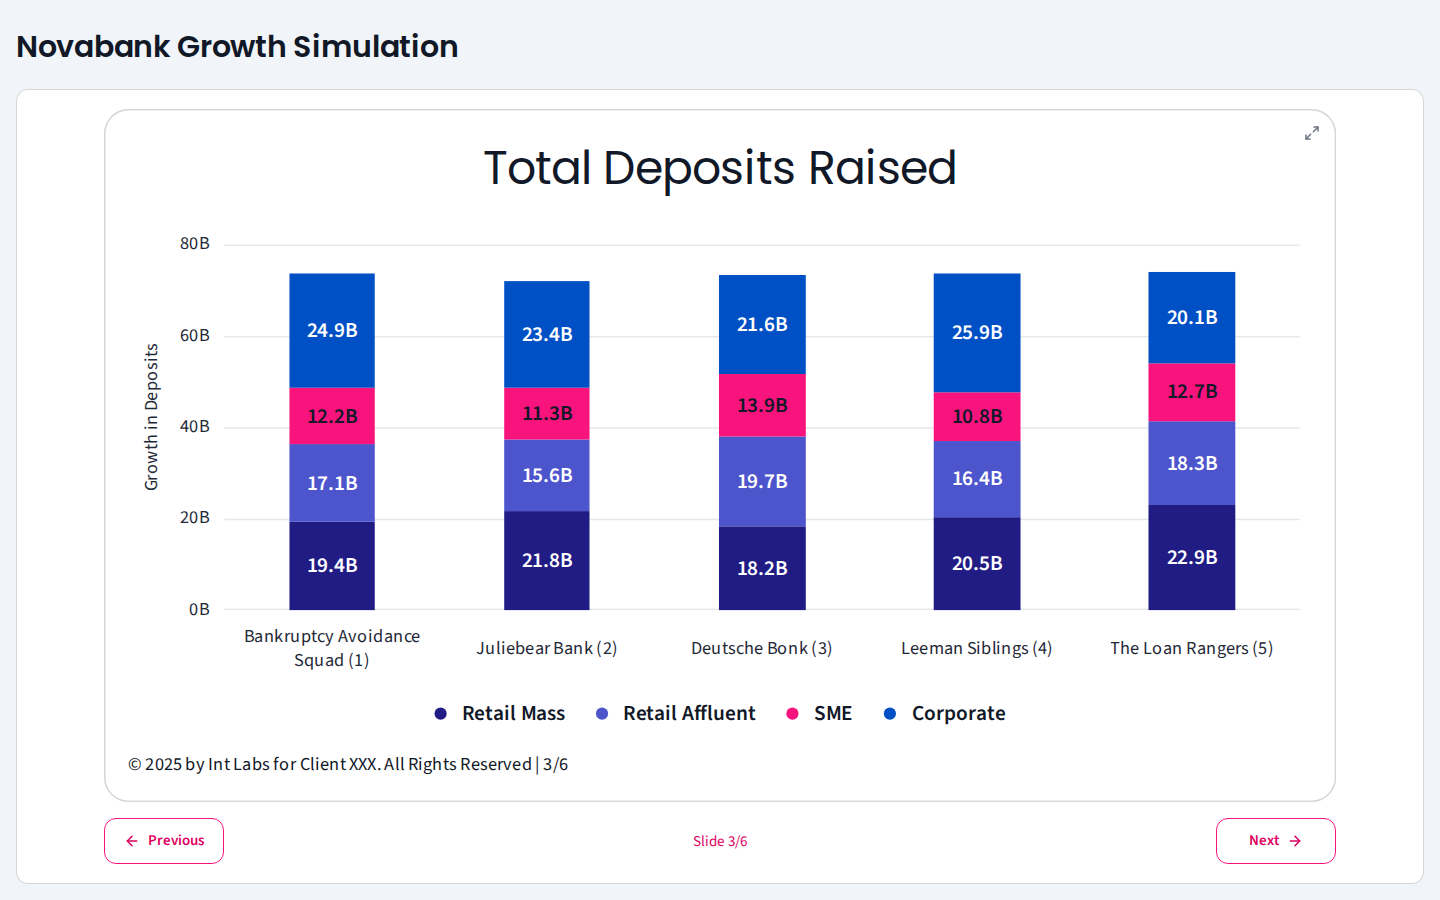 Novabank Growth Simulation
Total Deposits Raised
80B
60B
40B
20B
0B
Growth in Deposits
24.9B
12.2B
17.1B
19.4B
23.4B
11.3B
15.6B
21.8B
21.6B
13.9B
19.7B
18.2B
25.9B
10.8B
16.4B
20.5B
20.1B
12.7B
18.3B
22.9B
Bankruptcy Avoidance
Squad (1)
Juliebear Bank (2)
Deutsche Bonk (3)
Leeman Siblings (4)
The Loan Rangers (5)
Retail Mass
Retail Affluent
SME
Corporate
© 2025 by Int Labs for Client XXX. All Rights Reserved | 3/6
Previous
Slide 3/6
Next